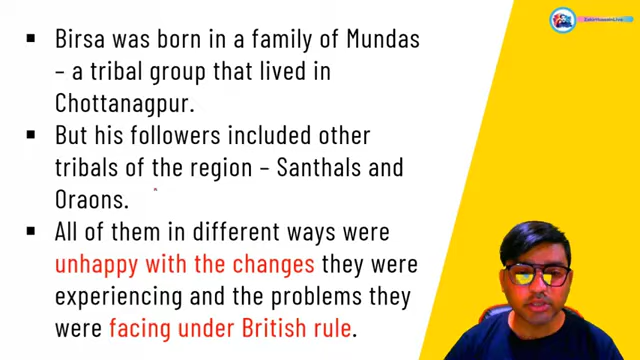 ▪ Birsa was born in a family of Mundas
– a tribal group that lived in
Chottanagpur.
▪ But his followers included other
tribals of the region – Santhals and
Oraons.
▪ All of them in different ways were
unhappy with the changes they were
experiencing and the problems they
were facing under British rule.